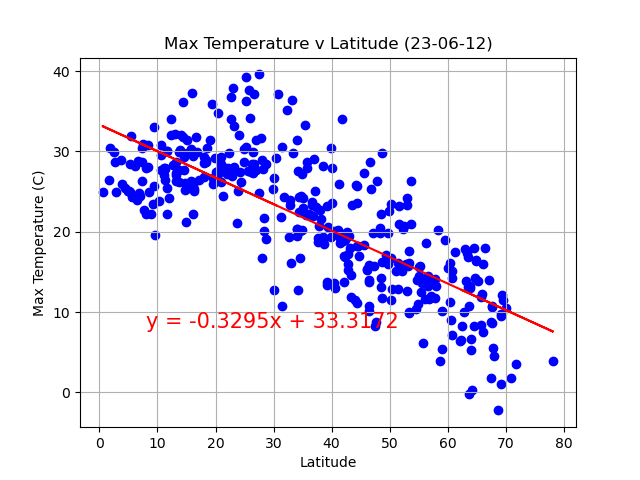 Max Temperature v Latitude (23-06-12)
40
30
20
10
0
Max Temperature (C)
y = -0.3295x + 33.3172
0 10 20 30 40 50 60 70 80
Latitude